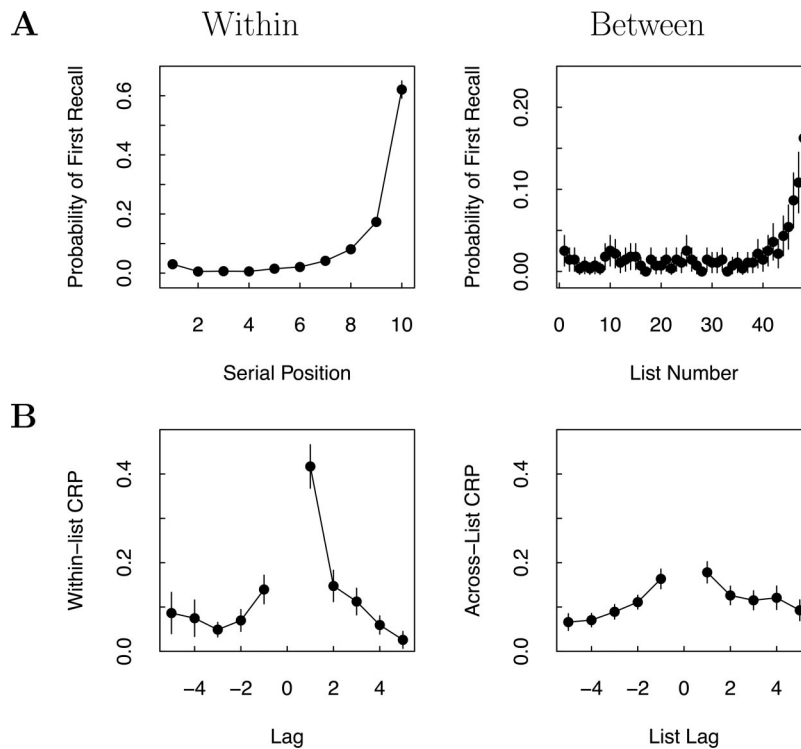 A
Within
Between
Probability of First Recall
0.0 0.2 0.4 0.6
2 4 6 8 10
Serial Position
Probability of First Recall
0.00 0.10 0.20
0 10 20 30 40
List Number
B
Within−list CRP
0.0 0.2 0.4
−4 −2 0 2 4
Lag
Across−List CRP
0.0 0.2 0.4
−4 −2 0 2 4
List Lag